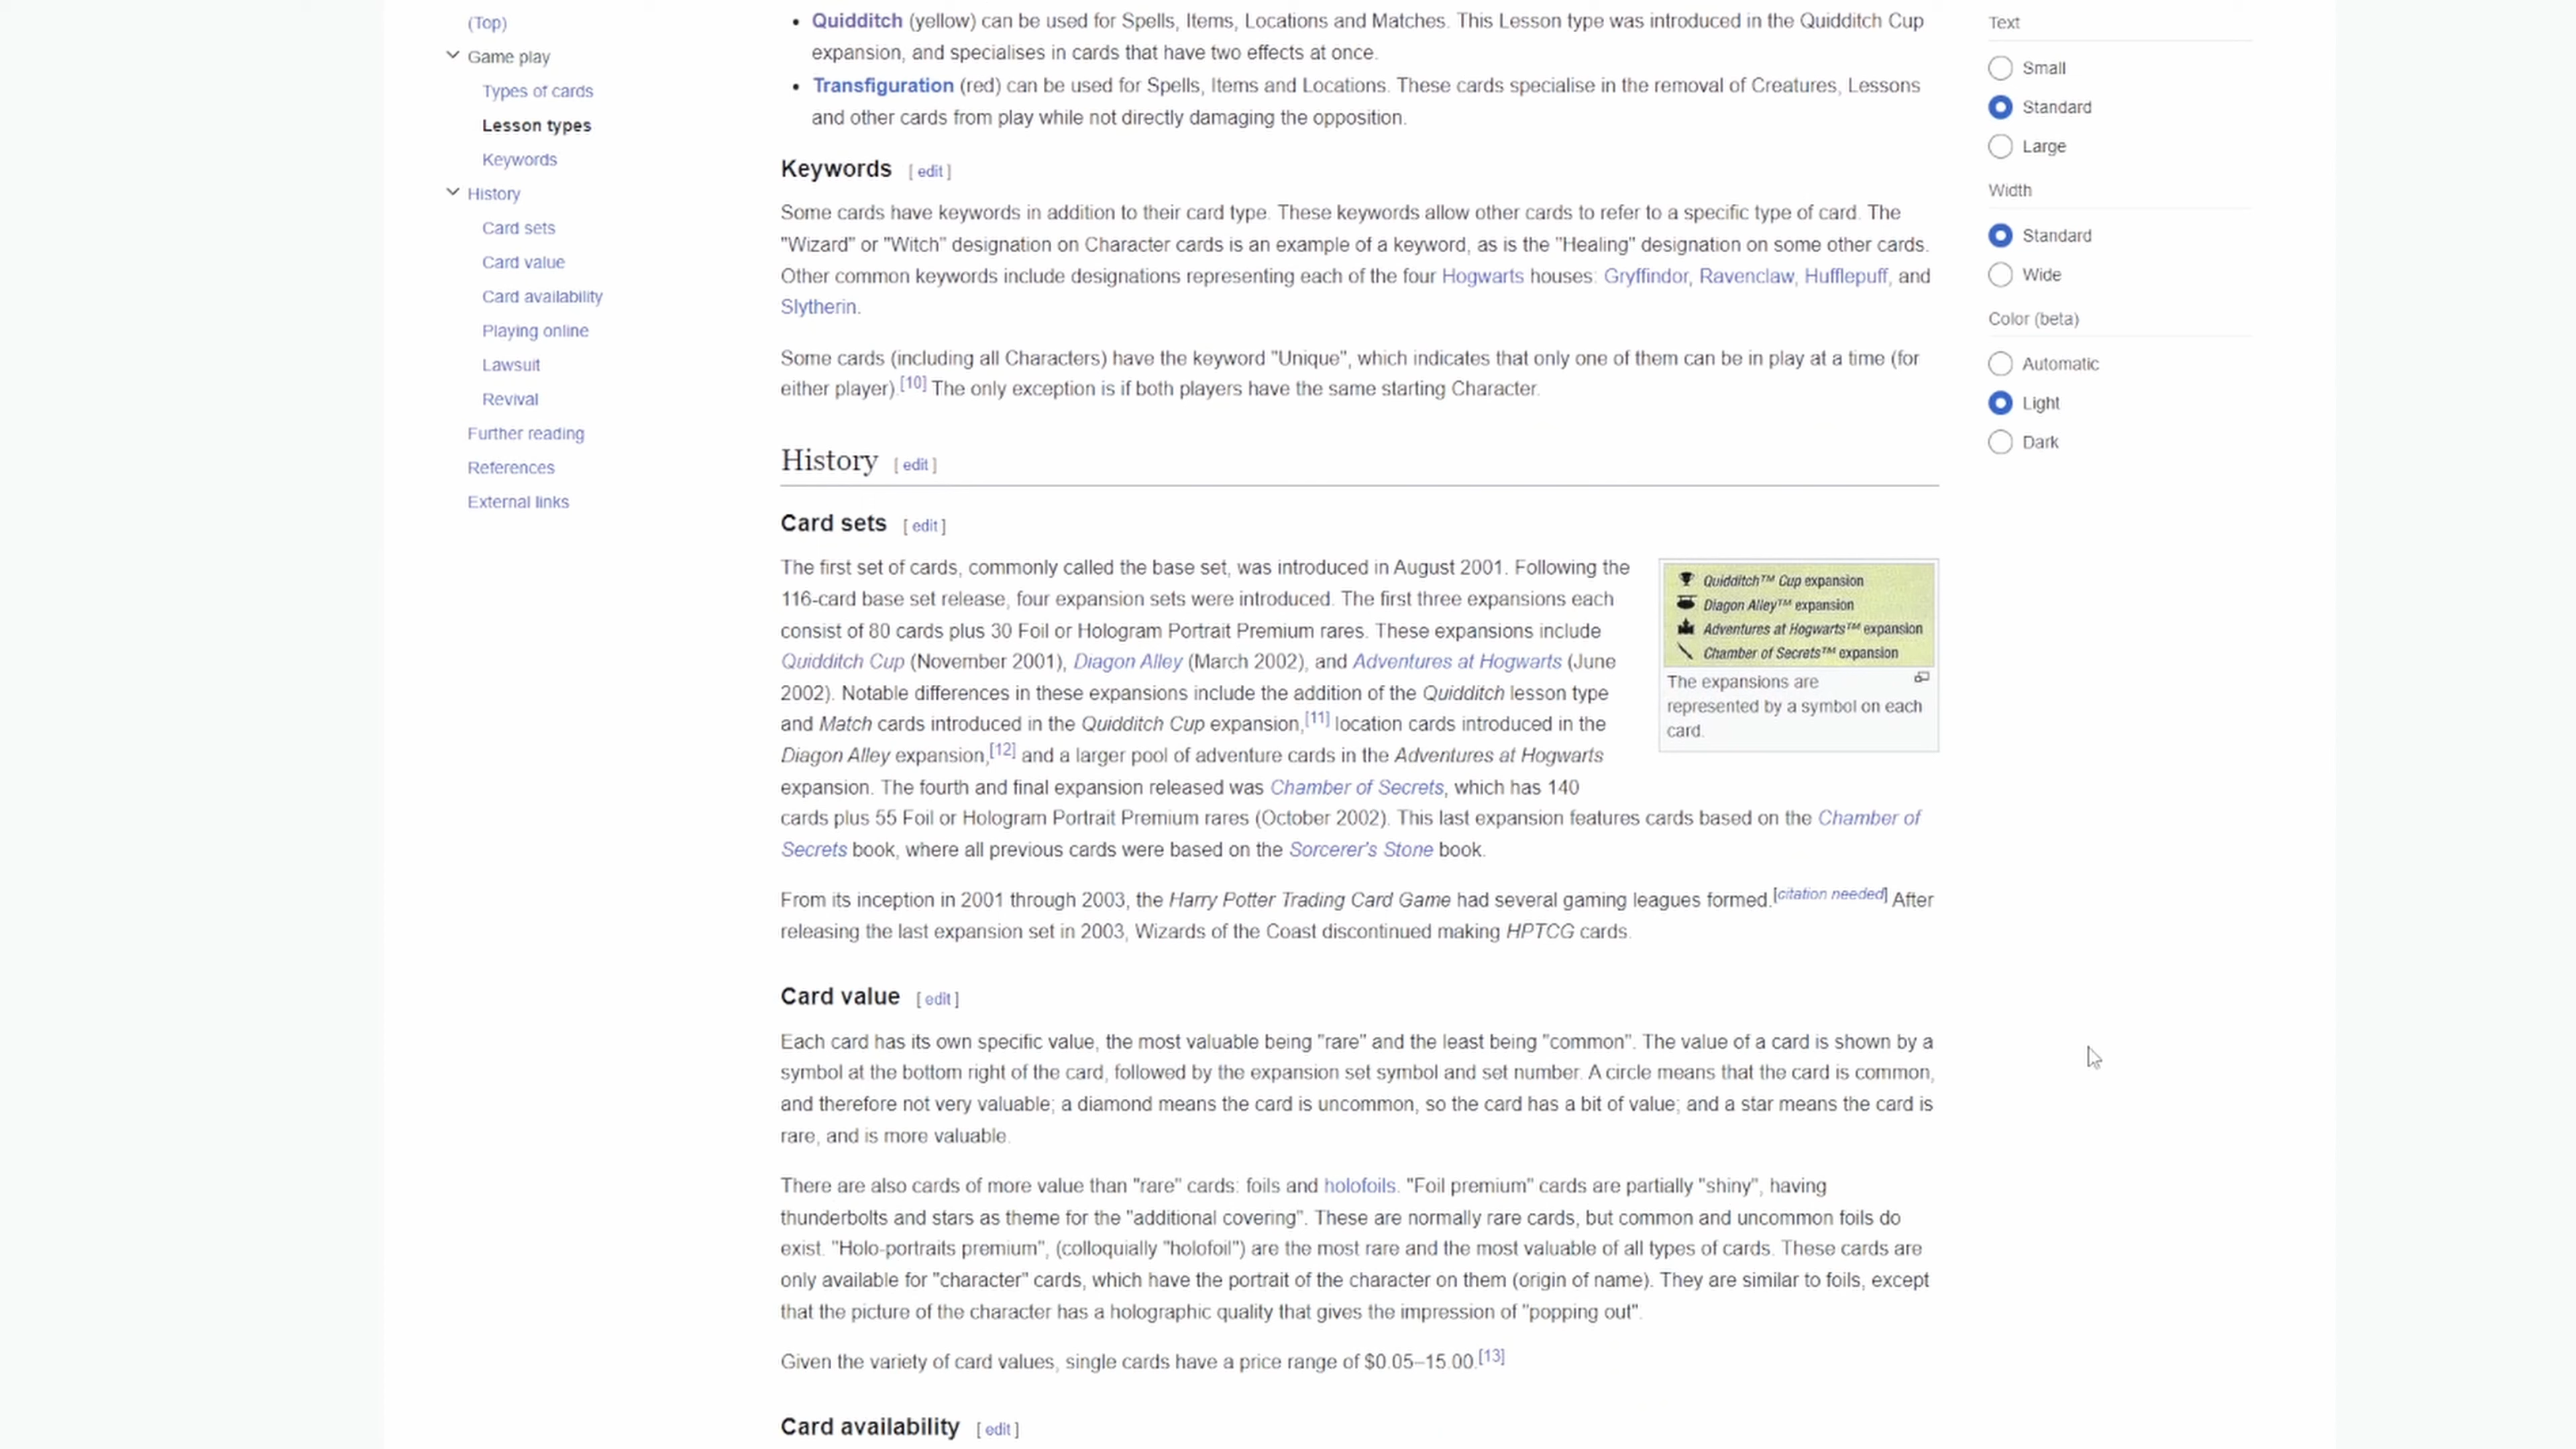 (Top)
Game play
Types of cards
Lesson types
Keywords
History
Card sets
Card value
Card availability
Playing online
Lawsuit
Revival
Further reading
References
External links
Quidditch (yellow) can be used for Spells, Items, Locations and Matches. This Lesson type was introduced in the Quidditch Cup
expansion, and specialises in cards that have two effects at once.
Transfiguration (red) can be used for Spells, Items and Locations. These cards specialise in the removal of Creatures, Lessons
and other cards from play while not directly damaging the opposition.
Keywords [ edit ]
Some cards have keywords in addition to their card type. These keywords allow other cards to refer to a specific type of card. The
"Wizard" or "Witch" designation on Character cards is an example of a keyword, as is the "Healing" designation on some other cards.
Other common keywords include designations representing each of the four Hogwarts houses: Gryffindor, Ravenclaw, Hufflepuff, and
Slytherin.
Some cards (including all Characters) have the keyword "Unique", which indicates that only one of them can be in play at a time (for
either player).[10] The only exception is if both players have the same starting Character.
History [ edit ]
Card sets [ edit ]
The first set of cards, commonly called the base set, was introduced in August 2001. Following the
116-card base set release, four expansion sets were introduced. The first three expansions each
consist of 80 cards plus 30 Foil or Hologram Portrait Premium rares. These expansions include
Quidditch Cup (November 2001), Diagon Alley (March 2002), and Adventures at Hogwarts (June
2002). Notable differences in these expansions include the addition of the Quidditch lesson type
and Match cards introduced in the Quidditch Cup expansion,[11] location cards introduced in the
Diagon Alley expansion,[12] and a larger pool of adventure cards in the Adventures at Hogwarts
expansion. The fourth and final expansion released was Chamber of Secrets, which has 140
cards plus 55 Foil or Hologram Portrait Premium rares (October 2002). This last expansion features cards based on the Chamber of
Secrets book, where all previous cards were based on the Sorcerer's Stone book.
Quidditch™ Cup expansion
Diagon Alley™ expansion
Adventures at Hogwarts™ expansion
Chamber of Secrets™ expansion
The expansions are
represented by a symbol on each
card.
From its inception in 2001 through 2003, the Harry Potter Trading Card Game had several gaming leagues formed.[citation needed] After
releasing the last expansion set in 2003, Wizards of the Coast discontinued making HPTCG cards.
Card value [ edit ]
Each card has its own specific value, the most valuable being "rare" and the least being "common". The value of a card is shown by a
symbol at the bottom right of the card, followed by the expansion set symbol and set number. A circle means that the card is common,
and therefore not very valuable; a diamond means the card is uncommon, so the card has a bit of value; and a star means the card is
rare, and is more valuable.
There are also cards of more value than "rare" cards: foils and holofoils. "Foil premium" cards are partially "shiny", having
thunderbolts and stars as theme for the "additional covering". These are normally rare cards, but common and uncommon foils do
exist. "Holo-portraits premium", (colloquially "holofoil") are the most rare and the most valuable of all types of cards. These cards are
only available for "character" cards, which have the portrait of the character on them (origin of name). They are similar to foils, except
that the picture of the character has a holographic quality that gives the impression of "popping out".
Given the variety of card values, single cards have a price range of $0.05–15.00.[13]
Card availability [ edit ]
Text
Small
Standard
Large
Width
Standard
Wide
Color (beta)
Automatic
Light
Dark